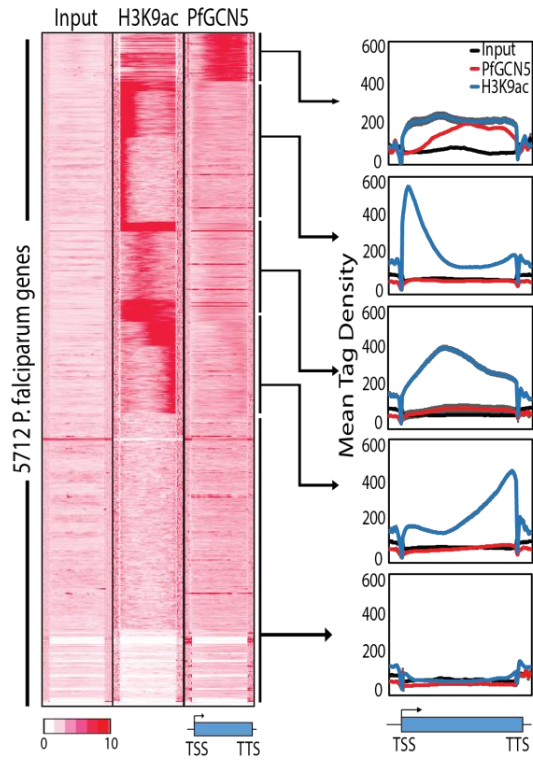 Input H3K9ac PfGCN5
5712 P. falciparum genes
0 10
TSS TTS
Mean Tag Density
600
400
200
0
Input
PfGCN5
H3K9ac
600
400
200
0
600
400
200
0
600
400
200
0
600
400
200
0
TSS TTS